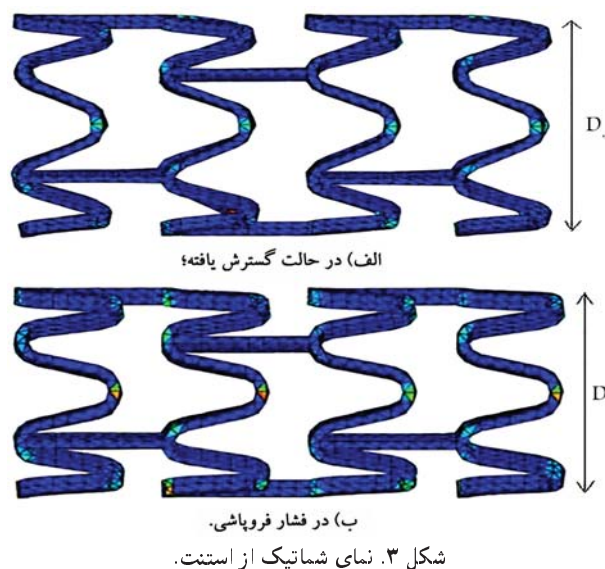 D.
الف) در حالت گسترش یافته؛
D
ب) در فشار فروپاشی.
شکل ۳. نمای شماتیک از استنت.